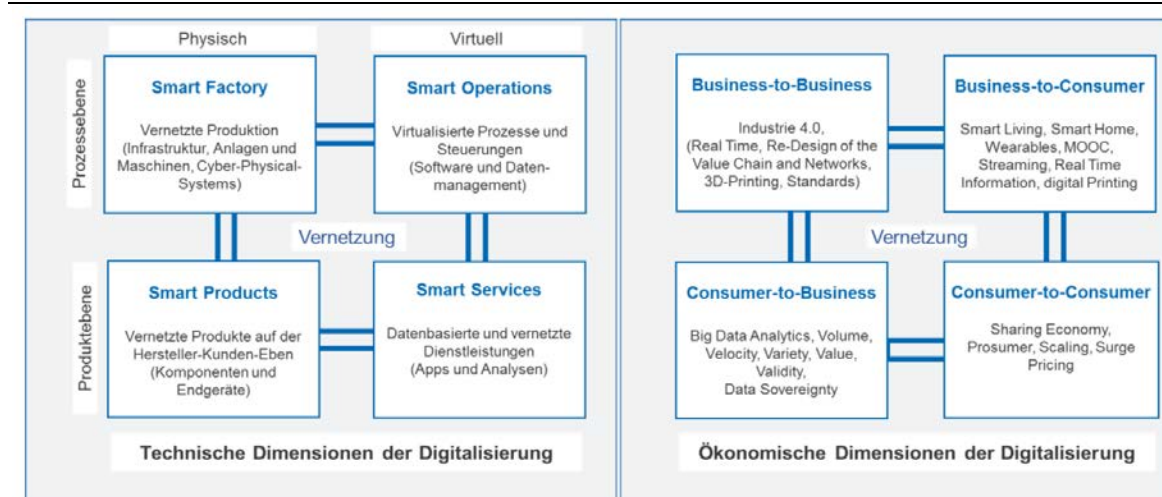 Physisch
Virtuell
Prozessebene
Smart Factory
Vernetzte Produktion
(Infrastruktur, Anlagen und
Maschinen, Cyber-Physical-
Systems)
Smart Operations
Virtualisierte Prozesse und
Steuerungen
(Software und Daten-
management)
Vernetzung
Produktebene
Smart Products
Vernetzte Produkte auf der
Hersteller-Kunden-Eben
(Komponenten und
Endgeräte)
Smart Services
Datenbasierte und vernetzte
Dienstleistungen
(Apps und Analysen)
Technische Dimensionen der Digitalisierung
Business-to-Business
Industrie 4.0,
(Real Time, Re-Design of the
Value Chain and Networks,
3D-Printing, Standards)
Business-to-Consumer
Smart Living, Smart Home,
Wearables, MOOC,
Streaming, Real Time
Information, digital Printing
Vernetzung
Consumer-to-Business
Big Data Analytics, Volume,
Velocity, Variety, Value,
Validity,
Data Sovereignty
Consumer-to-Consumer
Sharing Economy,
Prosumer, Scaling, Surge
Pricing
Ökonomische Dimensionen der Digitalisierung